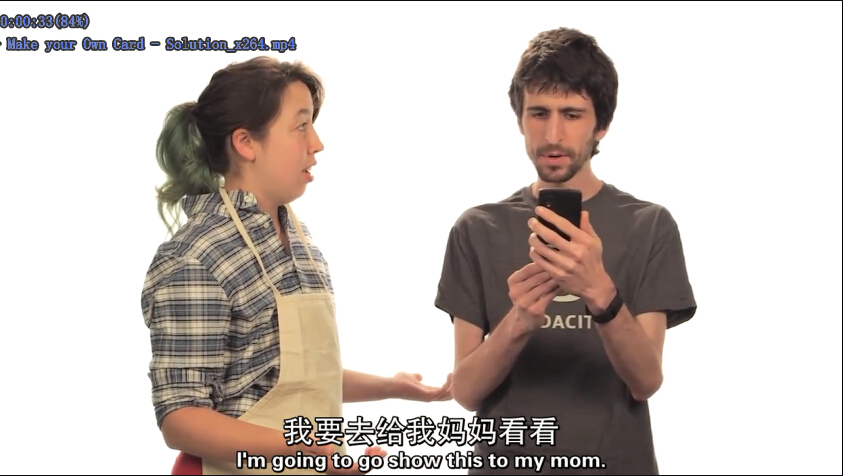 0:00:33(84%)
Make your Own Card - Solution_x264.mp4
DACIT
我要去给我妈妈看看
I'm going to go show this to my mom.